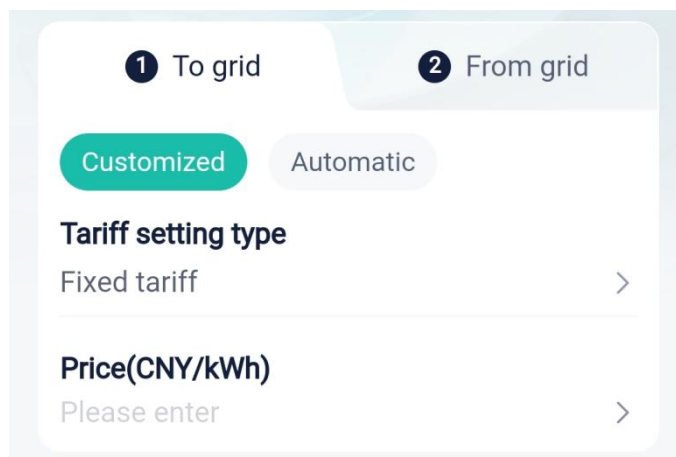 1 To grid
2 From grid
Customized
Automatic
Tariff setting type
Fixed tariff
Price(CNY/kWh)
Please enter